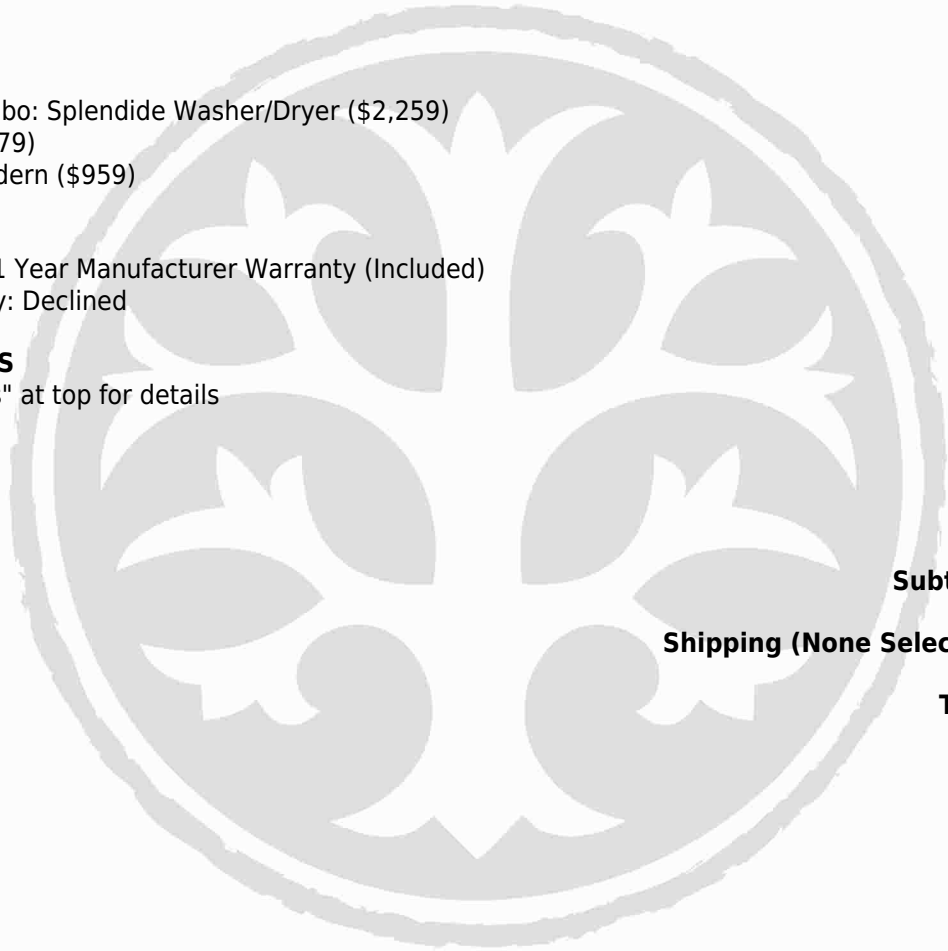 bo: Splendide Washer/Dryer ($2,259)
79)
dern ($959)
1 Year Manufacturer Warranty (Included)
y: Declined
S
" at top for details
Subt
Shipping (None Selec
T